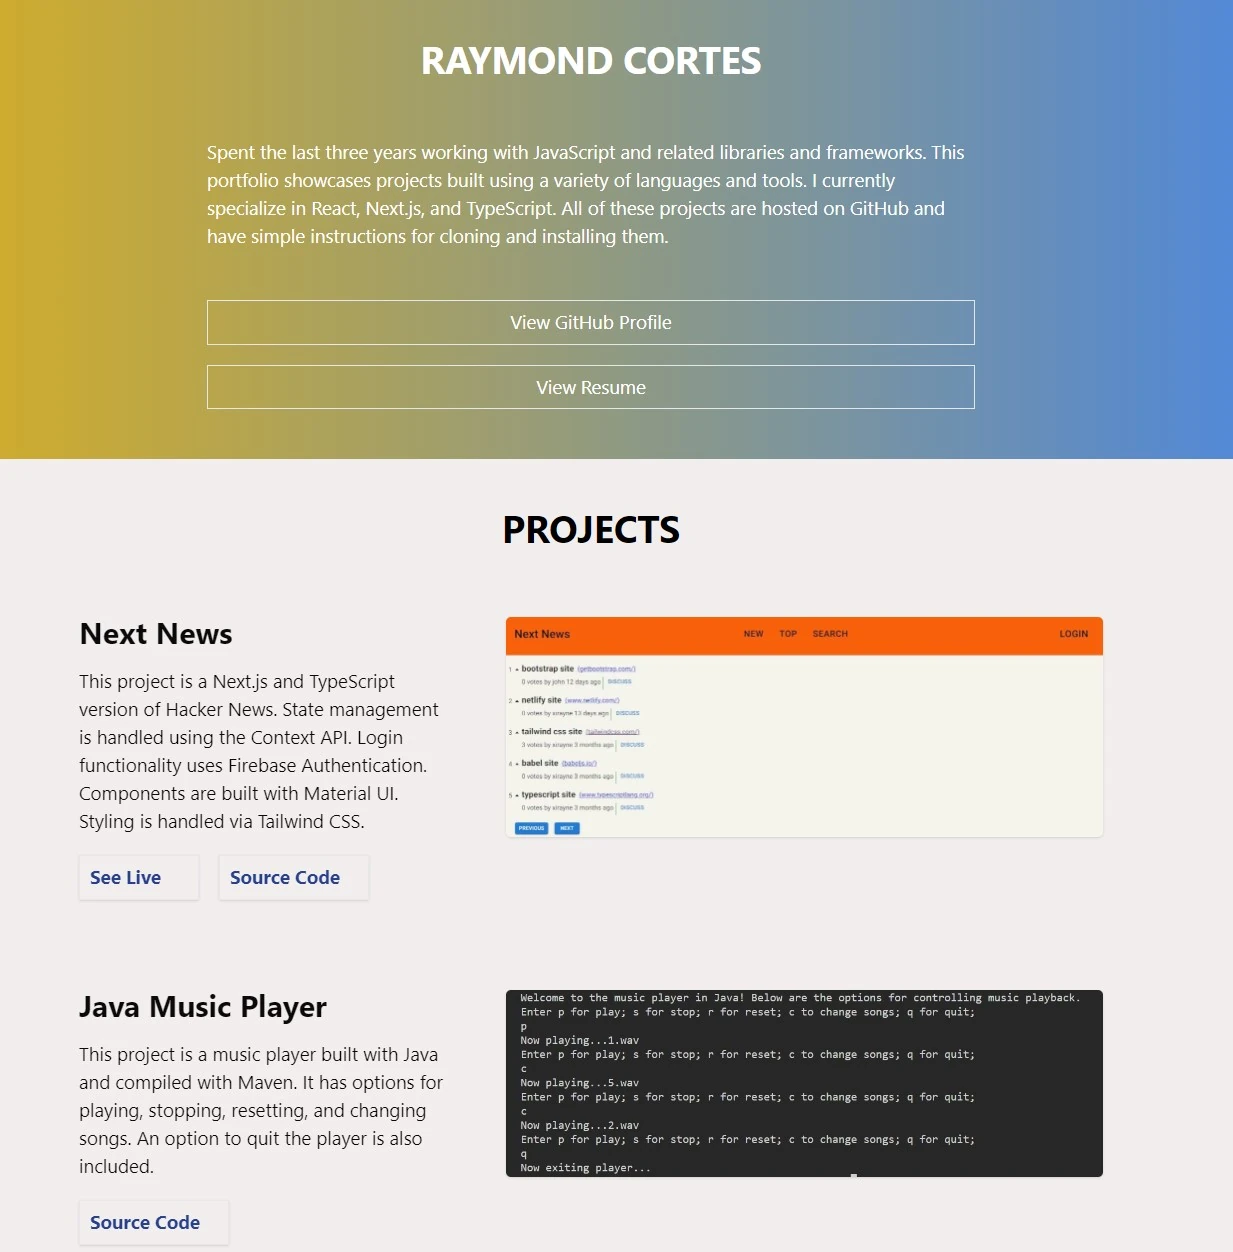 RAYMOND CORTES
Spent the last three years working with JavaScript and related libraries and frameworks. This
portfolio showcases projects built using a variety of languages and tools. I currently
specialize in React, Next.js, and TypeScript. All of these projects are hosted on GitHub and
have simple instructions for cloning and installing them.
View GitHub Profile
View Resume
PROJECTS
Next News
This project is a Next.js and TypeScript
version of Hacker News. State management
is handled using the Context API. Login
functionality uses Firebase Authentication.
Components are built with Material UI.
Styling is handled via Tailwind CSS.
See Live Source Code
Next News NEW TOP SEARCH LOGIN
1 bootstrap site (getbootstrap.com/)
0 votes by john 12 days ago | DISCUSS
2 netlify site (www.netlify.com/)
0 votes by xirayne 13 days ago | DISCUSS
3 tailwind css site (tailwindcss.com/)
3 votes by xirayne 3 months ago | DISCUSS
4 babel site (babeljs.io/)
0 votes by xirayne 3 months ago | DISCUSS
5 typescript site (www.typescriptlang.org/)
0 votes by xirayne 3 months ago | DISCUSS
PREVIOUS NEXT
Java Music Player
This project is a music player built with Java
and compiled with Maven. It has options for
playing, stopping, resetting, and changing
songs. An option to quit the player is also
included.
Source Code
Welcome to the music player in Java! Below are the options for controlling music playback.
Enter p for play; s for stop; r for reset; c to change songs; q for quit;
p
Now playing...1.wav
Enter p for play; s for stop; r for reset; c to change songs; q for quit;
c
Now playing...5.wav
Enter p for play; s for stop; r for reset; c to change songs; q for quit;
c
Now playing...2.wav
Enter p for play; s for stop; r for reset; c to change songs; q for quit;
q
Now exiting player...